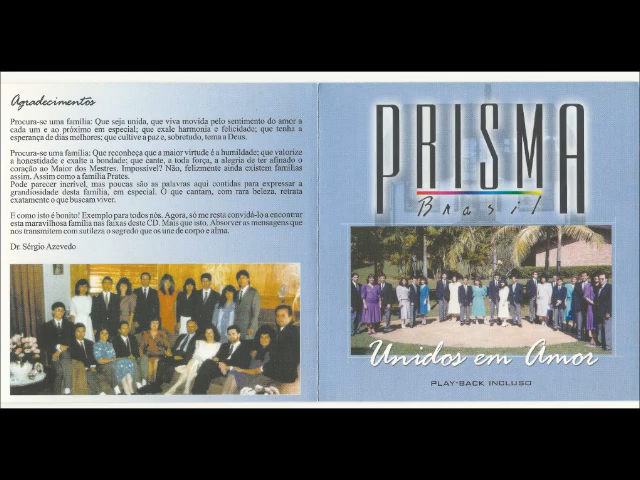 Agradecimentos
Procura-se uma família: Que seja unida, que viva movida pelo sentimento do amor a
cada um e ao próximo em especial; que exale harmonia e felicidade; que tenha a
esperança de dias melhores; que cultive a paz e, sobretudo, tema a Deus.
Procura-se uma família: Que reconheça que a maior virtude é a humildade; que valorize
a honestidade e exalte a bondade; que cante, a toda força, a alegria de ter afinado o
coração ao Maior dos Mestres. Impossível? Não, felizmente ainda existem famílias
assim. Assim como a família Prates.
Pode parecer incrível, mas poucas são as palavras aqui contidas para expressar a
grandiosidade desta família, em especial. O que cantam, com rara beleza, retrata
exatamente o que buscam viver.
E como isto é bonito! Exemplo para todos nós. Agora, só me resta convidá-lo a encontrar
esta maravilhosa família nas faixas deste CD. Mais que isto. Absorver as mensagens que
nos transmitem com sutileza o segredo que os une de corpo e alma.
Dr. Sérgio Azevedo
PRISMA
Brasil
Unidos em Amor
PLAY-BACK INCLUSO